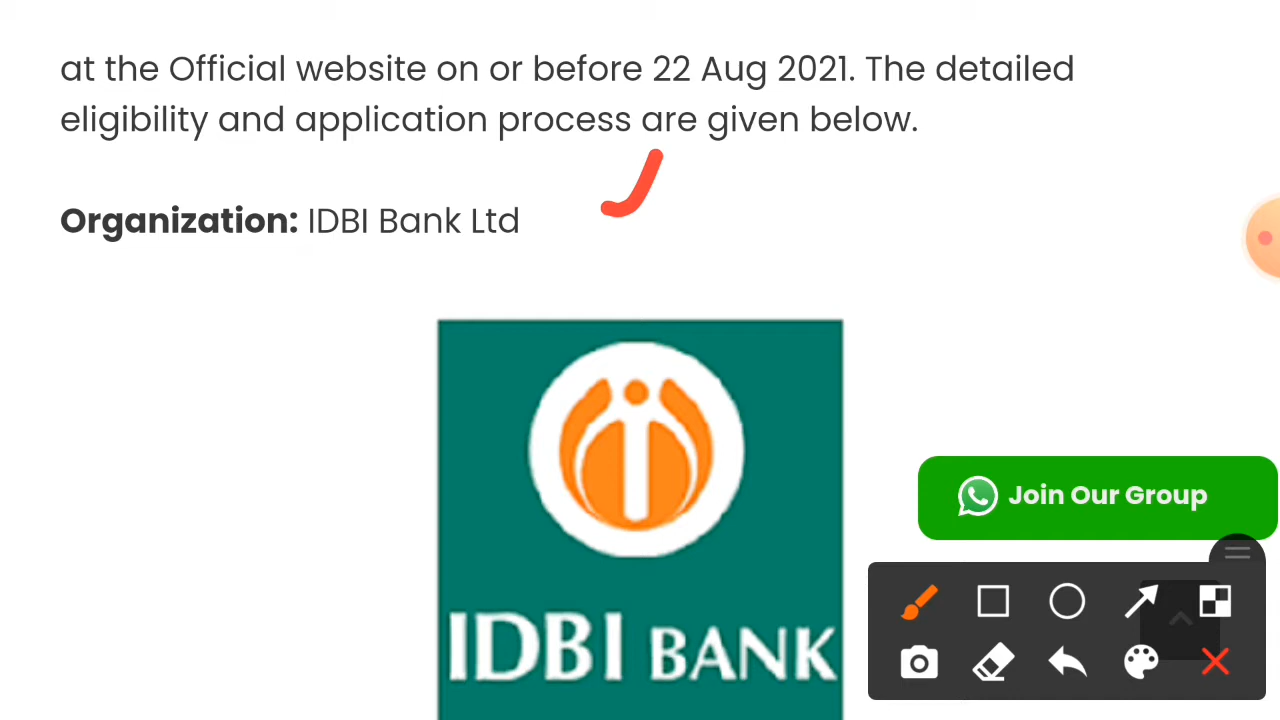 at the Official website on or before 22 Aug 2021. The detailed
eligibility and application process are given below.
Organization: IDBI Bank Ltd
IDBI BANK
Join Our Group